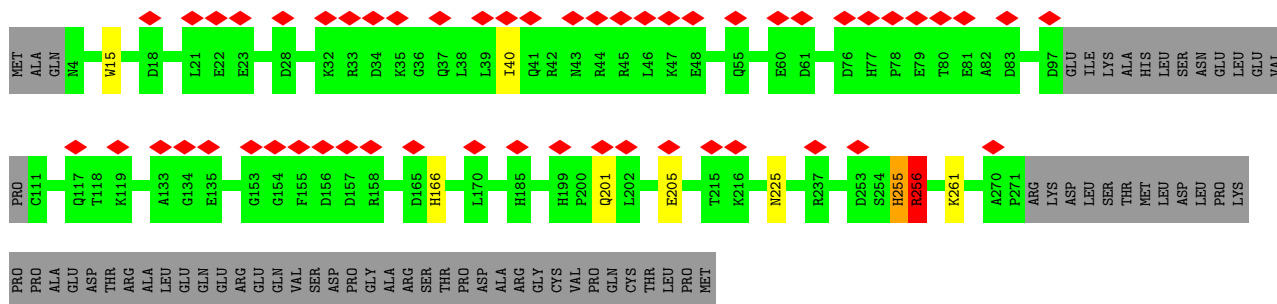 MET ALA GLN N4 W15 D18 L21 E22 E23 D28 K32 R33 D34 K35 G36 Q37 L38 L39 I40 Q41 R42 N43 R44 R45 L46 K47 E48 Q55 E60 D61 D76 H77 P78 E79 T80 E81 A82 D83 D97 GLU ILE LYS ALA HIS LEU SER ASN GLU LEU GLU VAL
PRO C111 Q117 T118 K119 A133 G134 E135 G153 G154 F155 D156 D157 R158 D165 H166 L170 H185 H199 P200 Q201 L202 E205 T215 K216 N225 R237 D253 S254 H255 R256 K261 A270 P271 ARG LYS ASP LEU SER THR MET LEU ASP LEU PRO LYS
PRO PRO ALA GLU ASP THR ARG ALA LEU GLU GLN GLU ARG GLU GLN VAL SER ASP PRO GLY ALA ARG SER THR PRO ASP ALA ARG GLY CYS VAL PRO GLN CYS THR LEU PRO MET